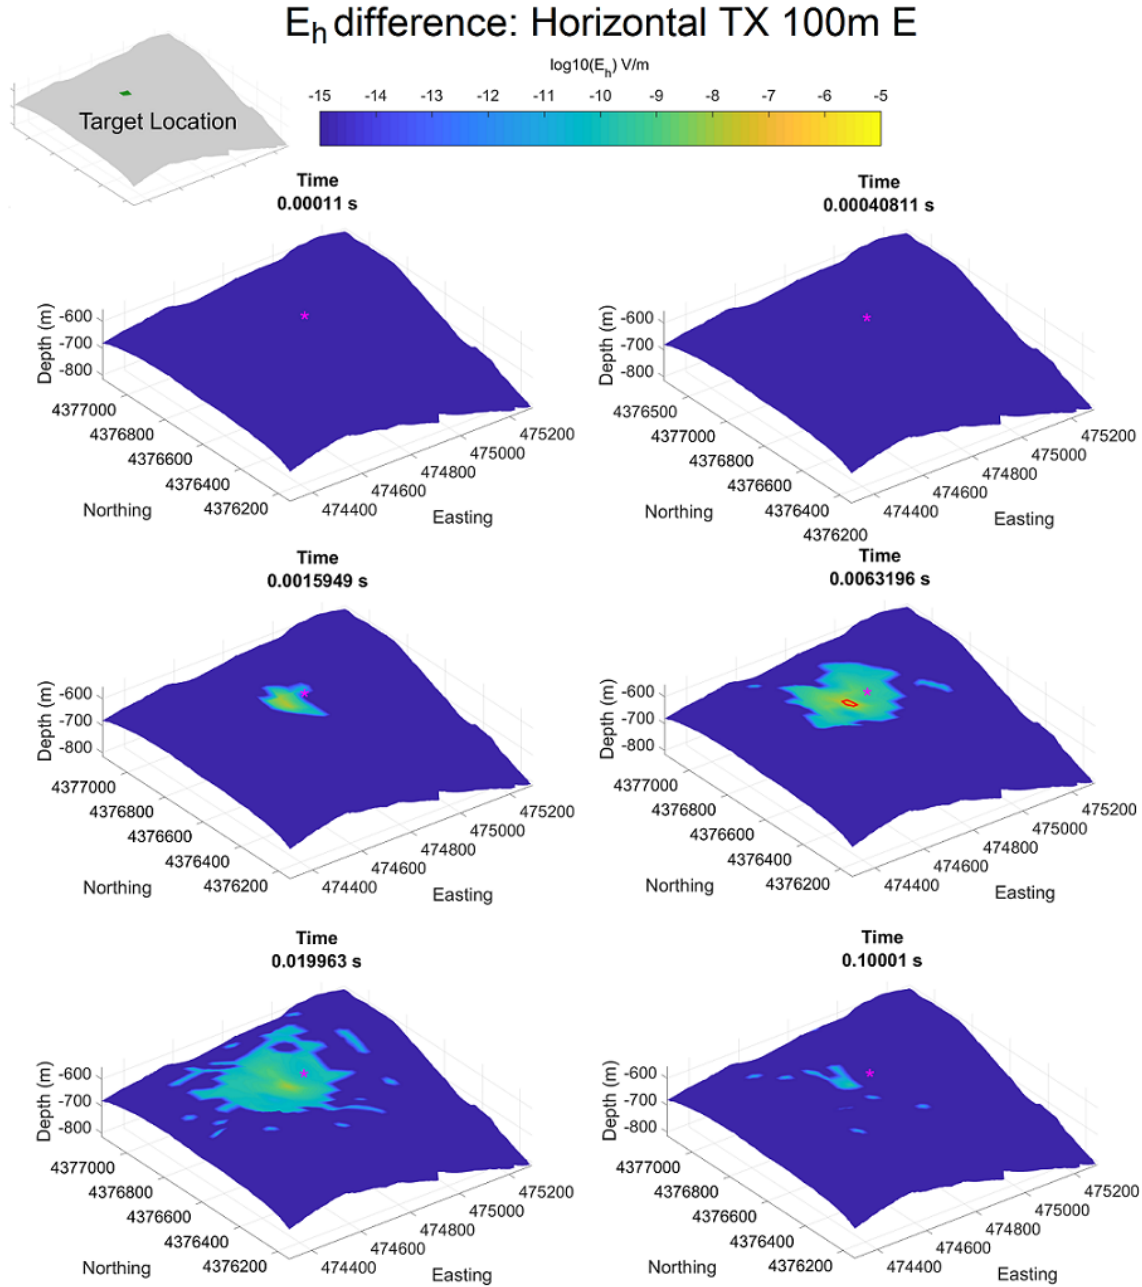 E_h difference: Horizontal TX 100m E
log10(E_h) V/m
-15 -14 -13 -12 -11 -10 -9 -8 -7 -6 -5
Target Location
Time
0.00011 s
Depth (m)
-600
-700
-800
4377000
4376800
4376600
4376400
4376200
Northing
474400
474600
474800
475000
475200
Easting
Time
0.00040811 s
Depth (m)
-600
-700
-800
4376500
4377000
4376800
4376600
4376400
4376200
Northing
474400
474600
474800
475000
475200
Easting
Time
0.0015949 s
Depth (m)
-600
-700
-800
4377000
4376800
4376600
4376400
4376200
Northing
474400
474600
474800
475000
475200
Easting
Time
0.0063196 s
Depth (m)
-600
-700
-800
4377000
4376800
4376600
4376400
4376200
Northing
474400
474600
474800
475000
475200
Easting
Time
0.019963 s
Depth (m)
-600
-700
-800
4377000
4376800
4376600
4376400
4376200
Northing
474400
474600
474800
475000
475200
Easting
Time
0.10001 s
Depth (m)
-600
-700
-800
4377000
4376800
4376600
4376400
4376200
Northing
474400
474600
474800
475000
475200
Easting